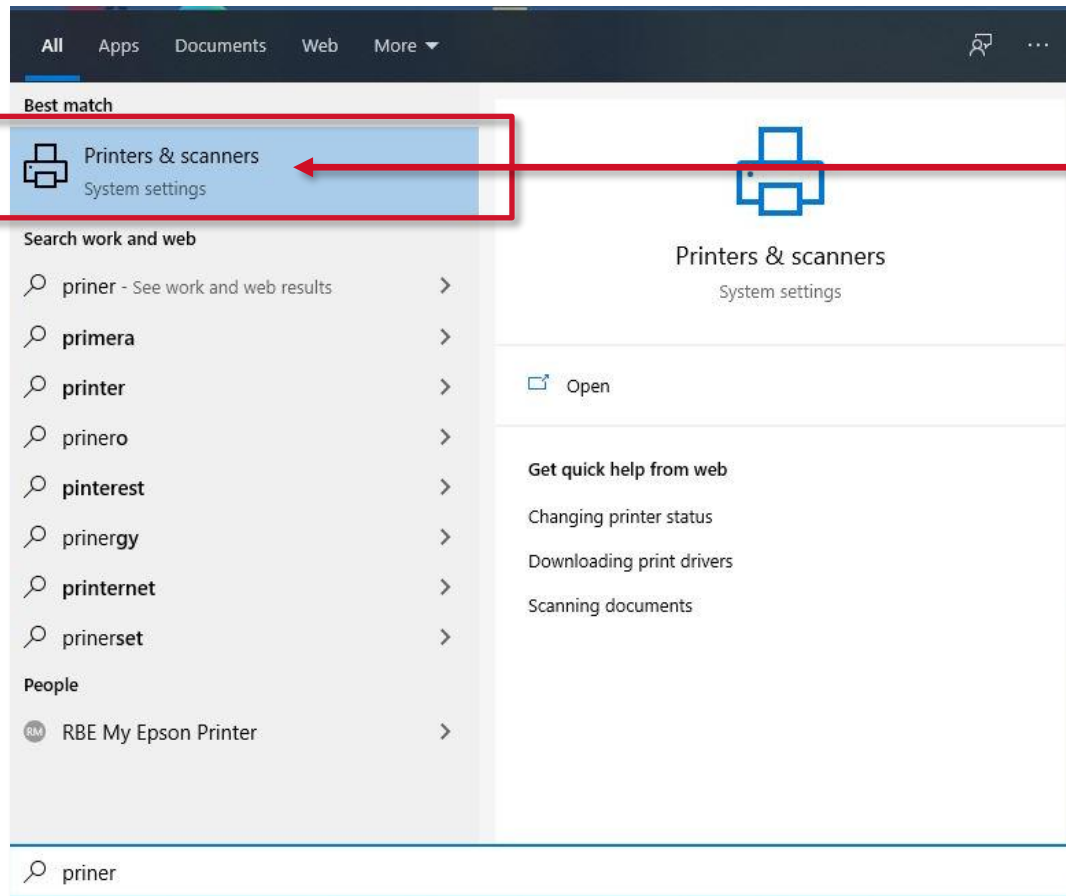 All Apps Documents Web More
Best match
Printers & scanners
System settings
Search work and web
priner - See work and web results
primera
printer
prinero
pinterest
prinergy
printernet
prinerset
People
RM RBE My Epson Printer
Printers & scanners
System settings
Open
Get quick help from web
Changing printer status
Downloading print drivers
Scanning documents
priner